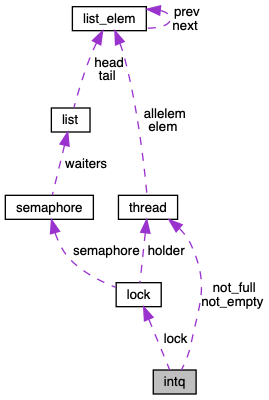 list_elem
prev
next
head
tail
allelem
elem
list
waiters
semaphore
thread
semaphore
holder
lock
not_full
not_empty
lock
intq